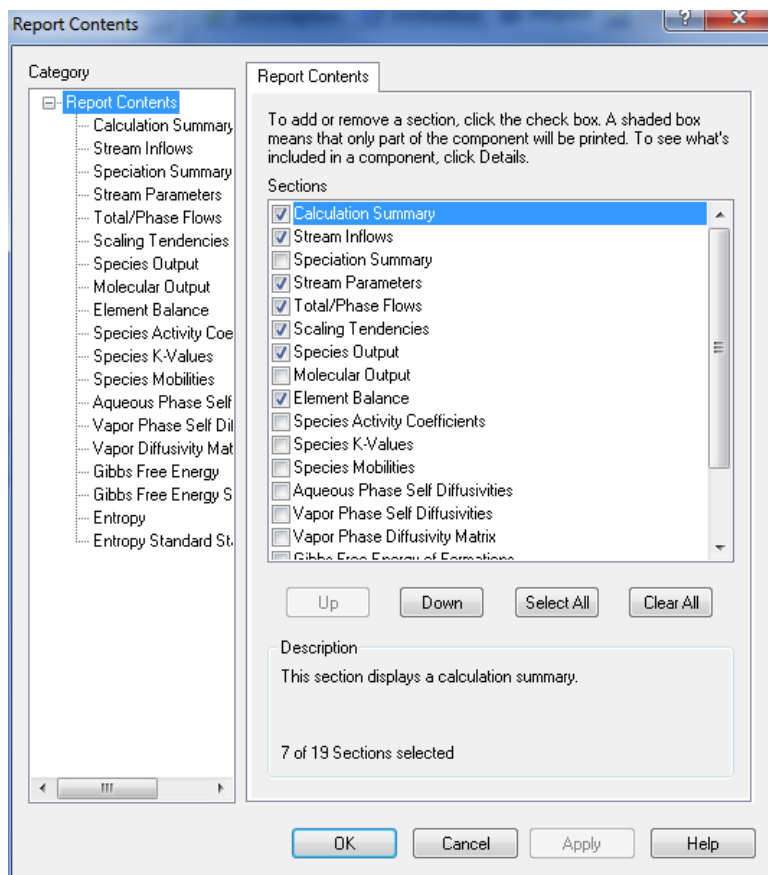 Report Contents
?
X
Category
Report Contents
Calculation Summary
Stream Inflows
Speciation Summary
Stream Parameters
Total/Phase Flows
Scaling Tendencies
Species Output
Molecular Output
Element Balance
Species Activity Coe
Species K-Values
Species Mobilities
Aqueous Phase Self
Vapor Phase Self Dif
Vapor Diffusivity Mat
Gibbs Free Energy
Gibbs Free Energy S
Entropy
Entropy Standard St
Report Contents
To add or remove a section, click the check box. A shaded box
means that only part of the component will be printed. To see what's
included in a component, click Details.
Sections
Calculation Summary
Stream Inflows
Speciation Summary
Stream Parameters
Total/Phase Flows
Scaling Tendencies
Species Output
Molecular Output
Element Balance
Species Activity Coefficients
Species K-Values
Species Mobilities
Aqueous Phase Self Diffusivities
Vapor Phase Self Diffusivities
Vapor Phase Diffusivity Matrix
Gibbs Free Energy of Formations
Up
Down
Select All
Clear All
Description
This section displays a calculation summary.
7 of 19 Sections selected
OK
Cancel
Apply
Help